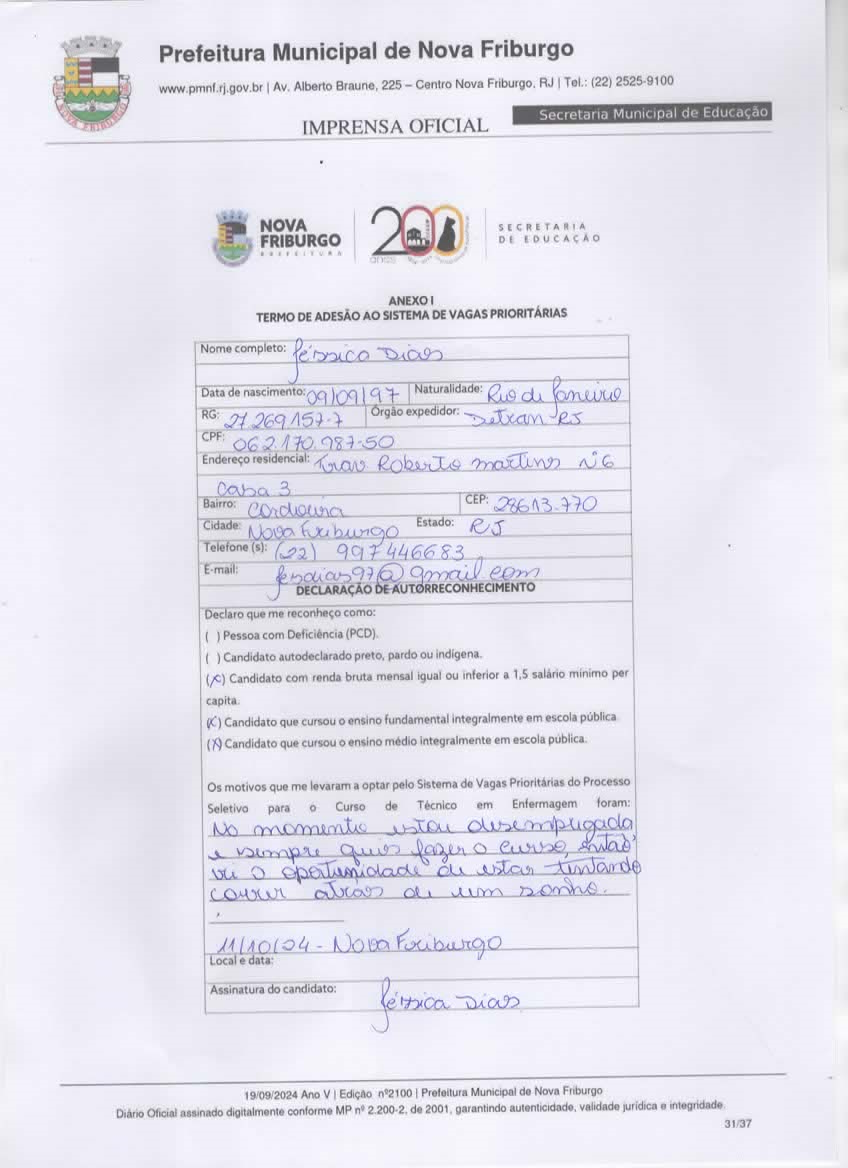 Prefeitura Municipal de Nova Friburgo
www.pmnf.rj.gov.br | Av. Alberto Braune, 225 – Centro Nova Friburgo, RJ | Tel.: (22) 2525-9100
Secretaria Municipal de Educação
IMPRENSA OFICIAL
NOVA FRIBURGO
NOVA
FRIBURGO
PREFEITURA
200
anos
SECRETARIA
DE EDUCAÇÃO
ANEXO I
TERMO DE ADESÃO AO SISTEMA DE VAGAS PRIORITÁRIAS
Nome completo: Jéssica Dias
Data de nascimento: 09/09/97 Naturalidade: Rio de Janeiro
RG: 27.269157-7 Órgão expedidor: Detran-RJ
CPF: 062.170.987-50
Endereço residencial: Trav Roberto Martins nº6
Casa 3
Bairro: Cordoeira CEP: 28613-770
Cidade: Nova Friburgo Estado: RJ
Telefone (s): (22) 997446683
E-mail: jesdias97@gmail.com
DECLARAÇÃO DE AUTORRECONHECIMENTO
Declaro que me reconheço como:
( ) Pessoa com Deficiência (PCD).
( ) Candidato autodeclarado preto, pardo ou indígena.
(X) Candidato com renda bruta mensal igual ou inferior a 1,5 salário mínimo per
capita.
(X) Candidato que cursou o ensino fundamental integralmente em escola pública
(X) Candidato que cursou o ensino médio integralmente em escola pública.
Os motivos que me levaram a optar pelo Sistema de Vagas Prioritárias do Processo
Seletivo para o Curso de Técnico em Enfermagem foram:
No momento estou desempregada
e sempre quis fazer o curso, então
vi o oportunidade de estar tentando
correr atras de um sonho.
11/10/24 - Nova Friburgo
Local e data:
Assinatura do candidato: Jéssica Dias
19/09/2024 Ano V | Edição nº2100 | Prefeitura Municipal de Nova Friburgo
Diário Oficial assinado digitalmente conforme MP nº 2.200-2, de 2001, garantindo autenticidade, validade jurídica e integridade.
31/37